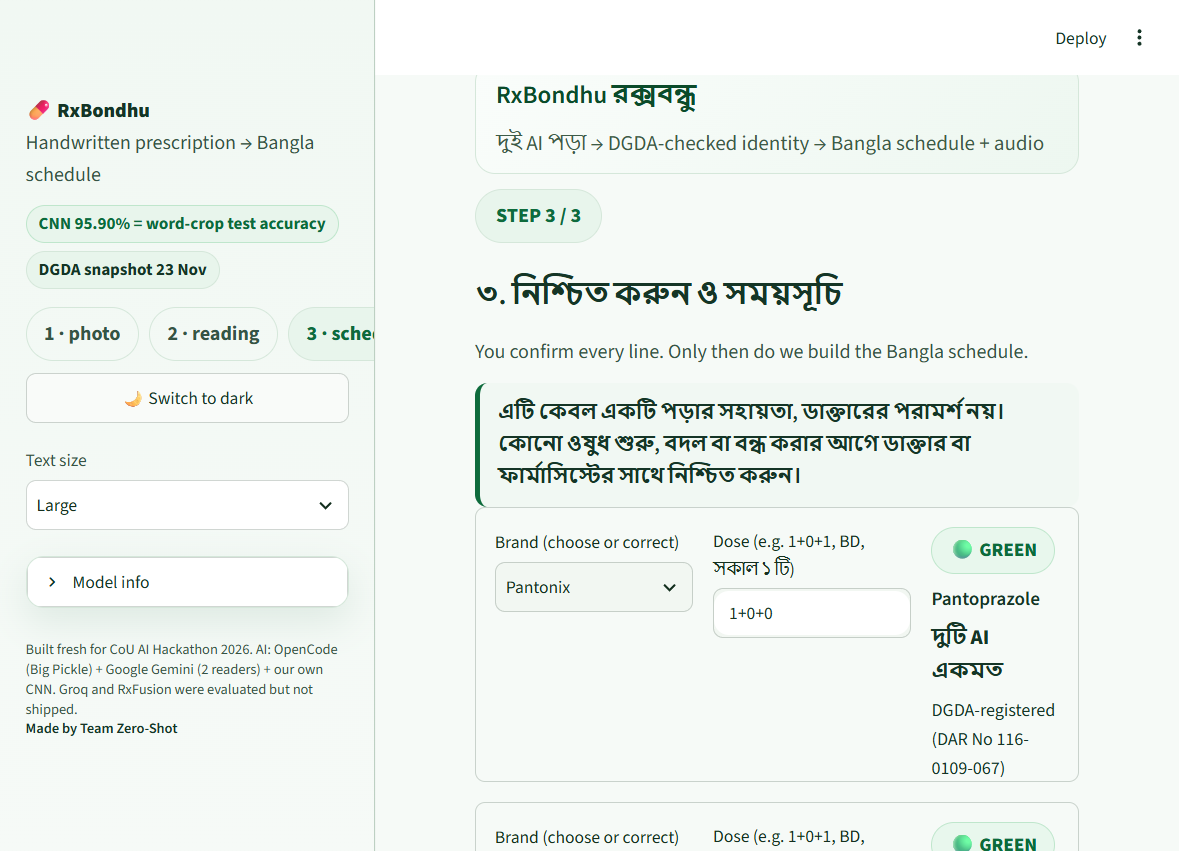 Deploy
RxBondhu
Handwritten prescription → Bangla
schedule
CNN 95.90% = word-crop test accuracy
DGDA snapshot 23 Nov
1 · photo
2 · reading
3 · sche
Switch to dark
Text size
Large
Model info
Built fresh for CoU AI Hackathon 2026. AI: OpenCode
(Big Pickle) + Google Gemini (2 readers) + our own
CNN. Groq and RxFusion were evaluated but not
shipped.
Made by Team Zero-Shot
RxBondhu রক্সবন্ধু
দুই AI পড়া → DGDA-checked identity → Bangla schedule + audio
STEP 3 / 3
৩. নিশ্চিত করুন ও সময়সূচি
You confirm every line. Only then do we build the Bangla schedule.
এটি কেবল একটি পড়ার সহায়তা, ডাক্তারের পরামর্শ নয়।
কোনো ওষুধ শুরু, বদল বা বন্ধ করার আগে ডাক্তার বা
ফার্মাসিস্টের সাথে নিশ্চিত করুন।
Brand (choose or correct)
Pantonix
Dose (e.g. 1+0+1, BD,
সকাল ১ টি)
1+0+0
GREEN
Pantoprazole
দুটি AI
একমত
DGDA-registered
(DAR No 116-
0109-067)
Brand (choose or correct)
Dose (e.g. 1+0+1, BD,
GREEN